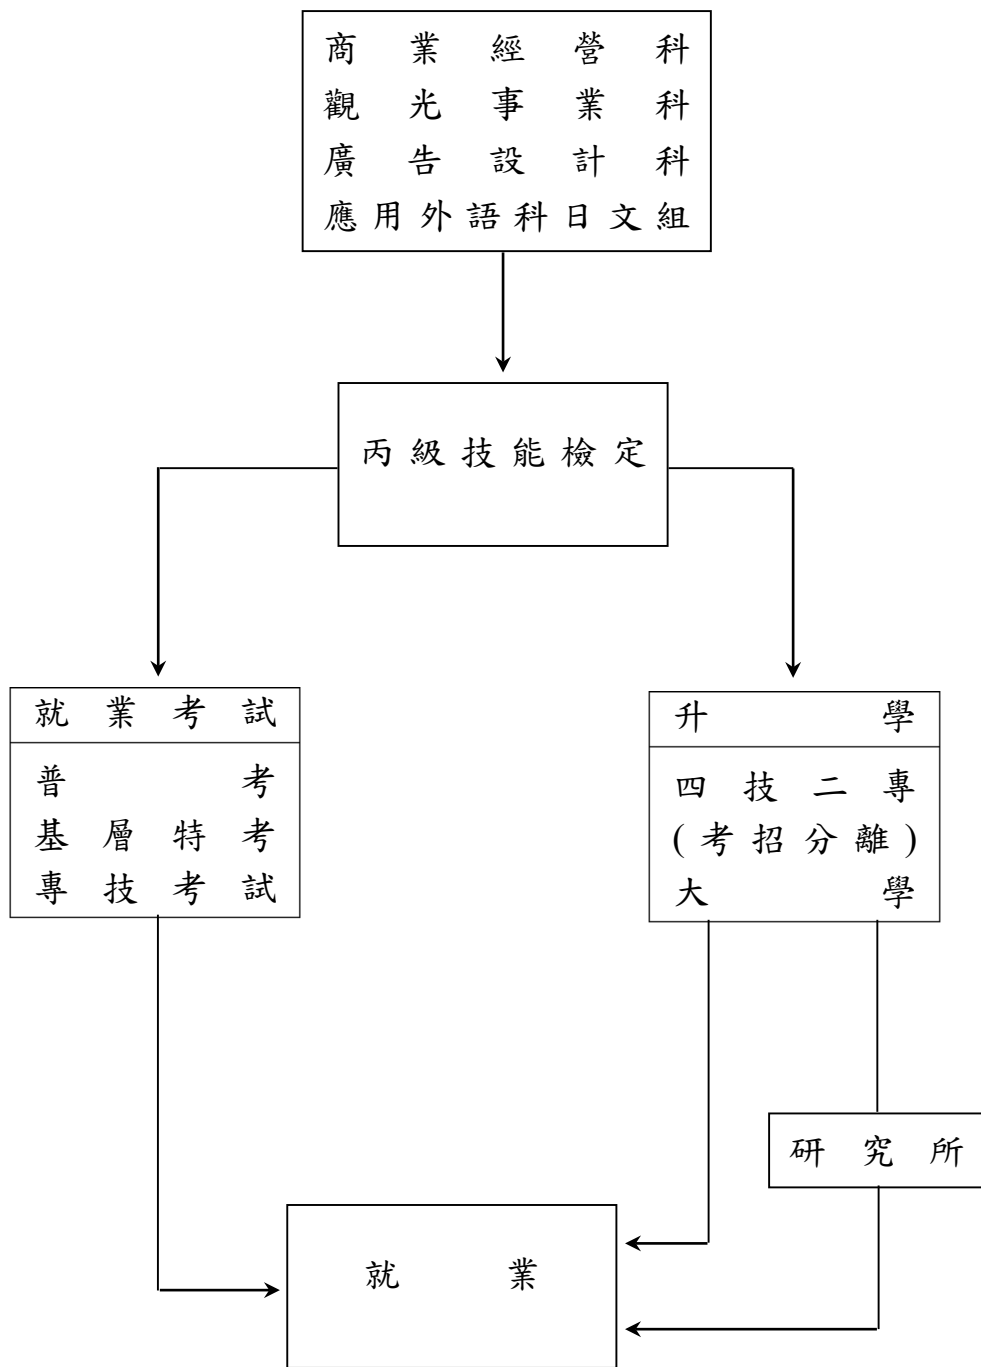 商業經營科
觀光事業科
廣告設計科
應用外語科日文組
丙級技能檢定
就業考試
普考
基層特考
專技考試
升學
四技二專
(考招分離)
大學
研究所
就業